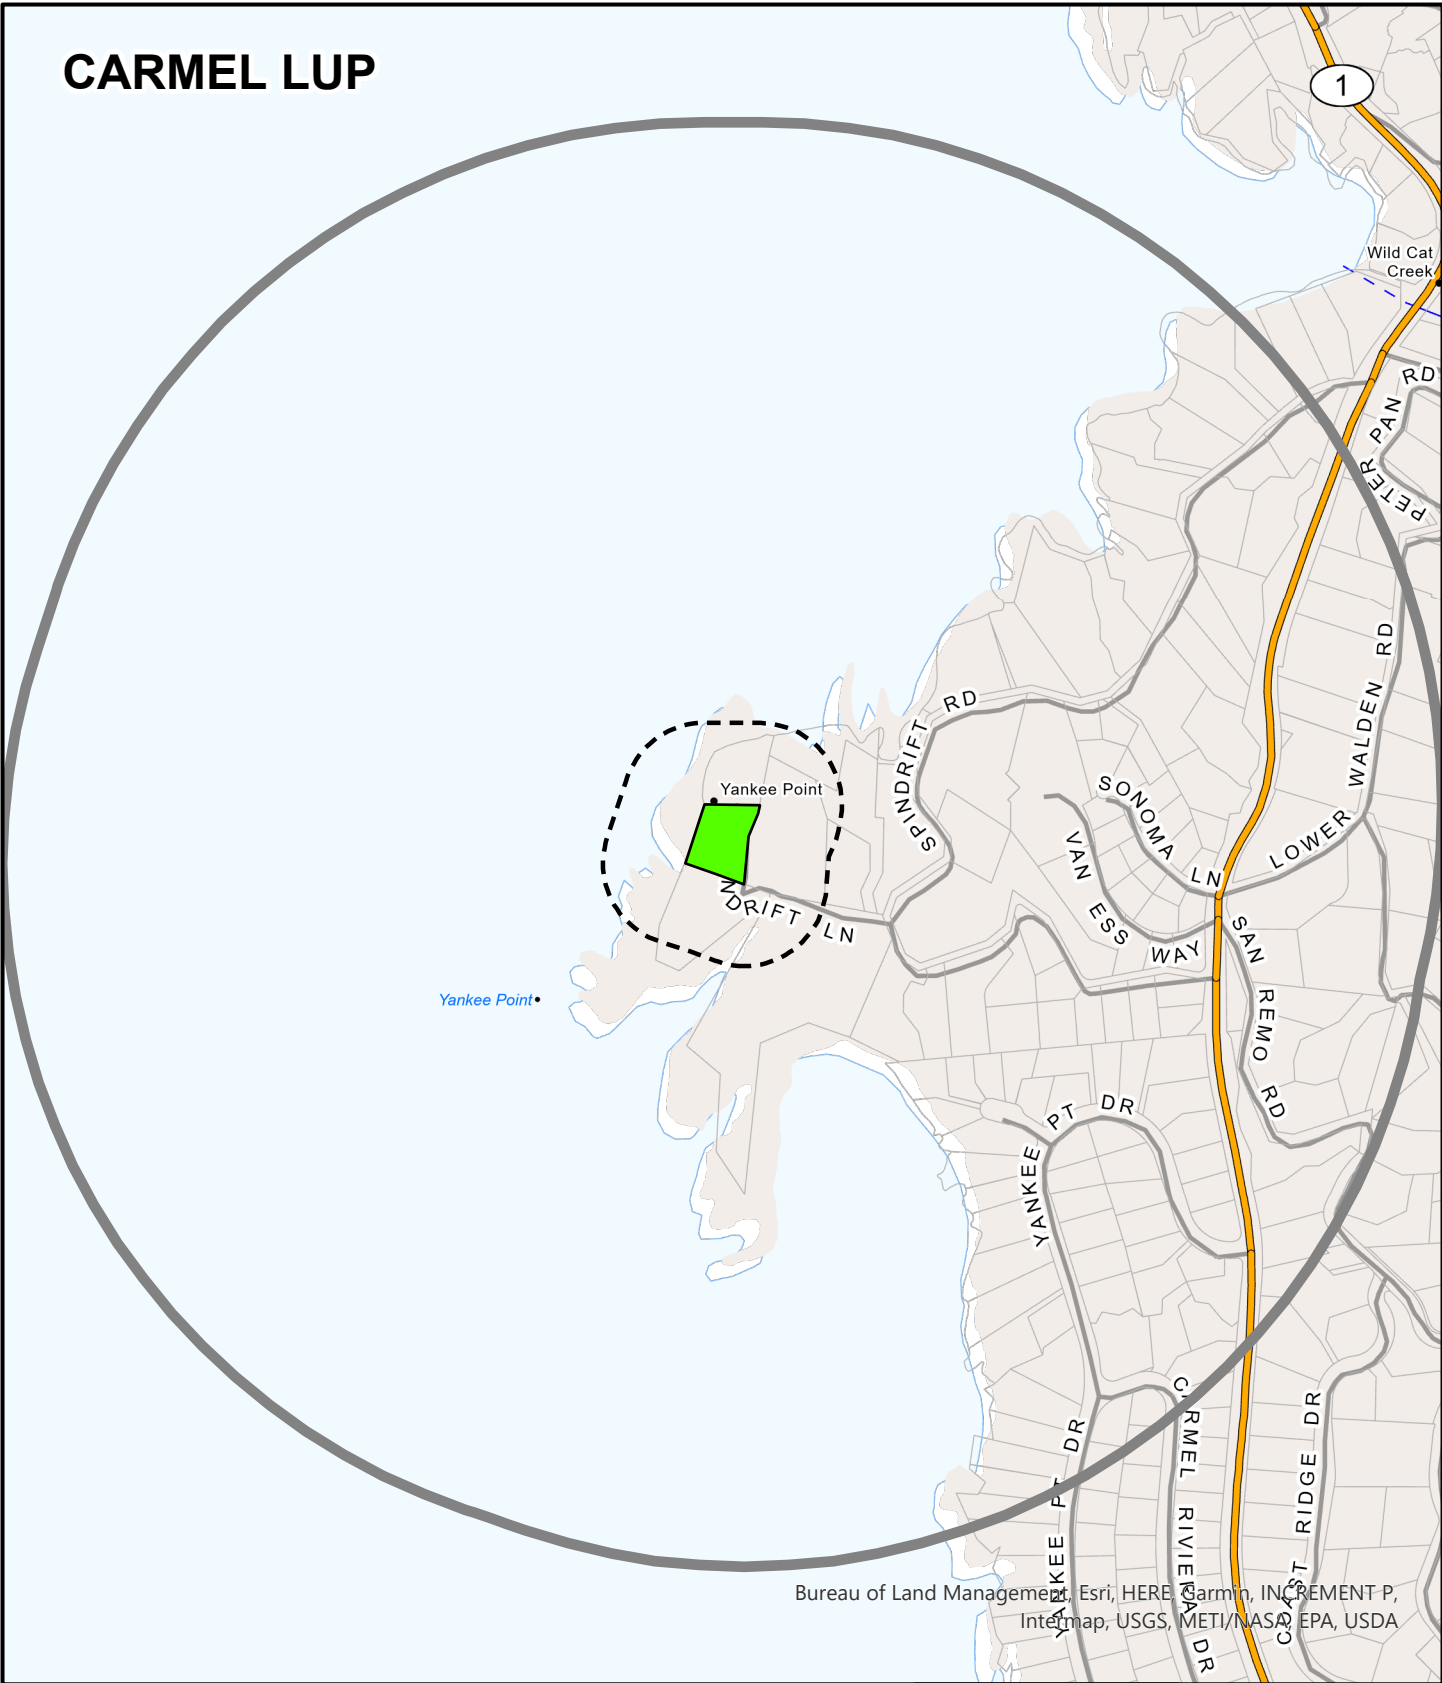 CARMEL LUP
1
Wild Cat
Creek
PETER PAN RD
WALDEN RD
LOWER
SPINDRIFT RD
Yankee Point
SONOMA LN
VAN ESS WAY
DRIFT LN
N
SAN REMO RD
Yankee Point
YANKEE PT DR
CARMEL RIVIERA DR
YANKEE PT DR
COAST RIDGE DR
Bureau of Land Management, Esri, HERE, Garmin, INCREMENT P,
Intermap, USGS, METI/NASA, EPA, USDA